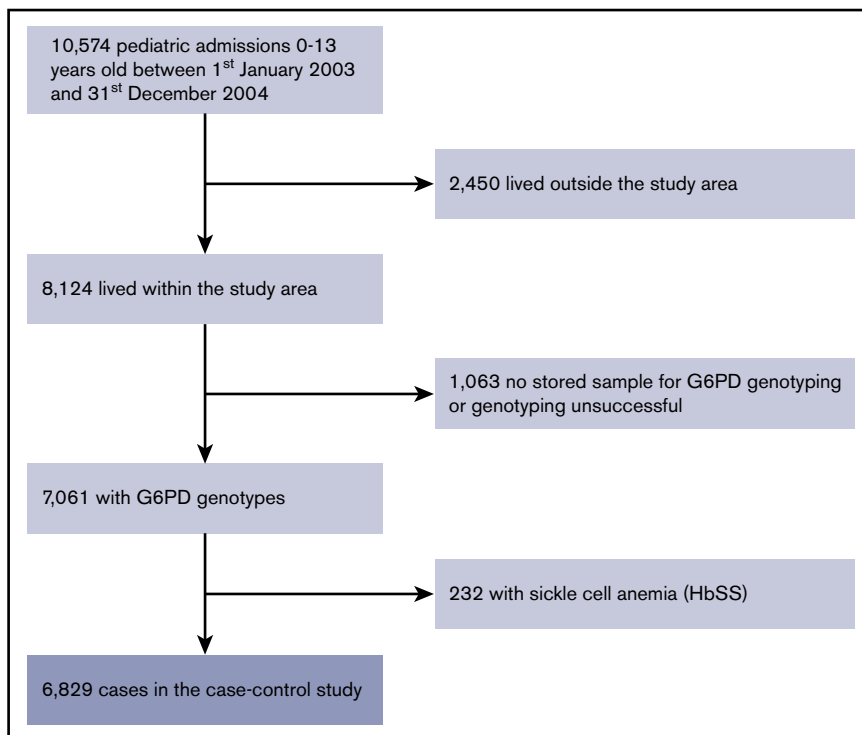 10,574 pediatric admissions 0-13
years old between 1st January 2003
and 31st December 2004
2,450 lived outside the study area
8,124 lived within the study area
1,063 no stored sample for G6PD genotyping
or genotyping unsuccessful
7,061 with G6PD genotypes
232 with sickle cell anemia (HbSS)
6,829 cases in the case-control study